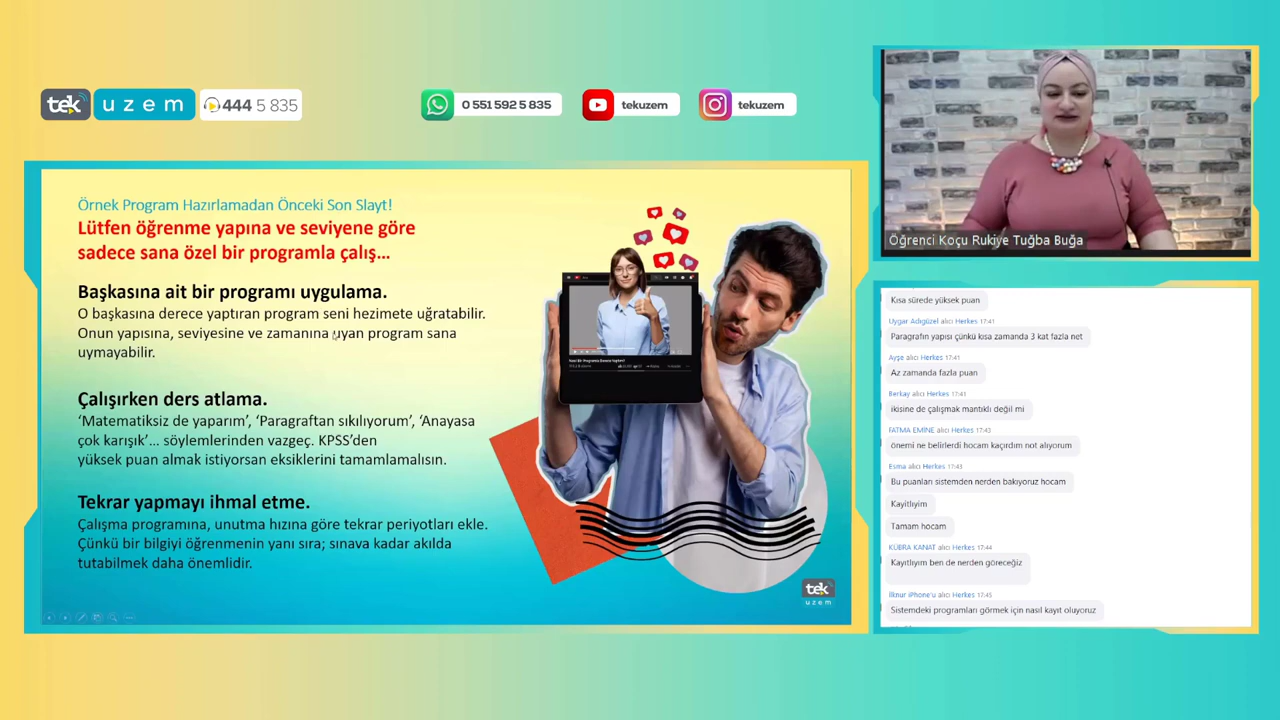 tek uzem 444 5 835
0 551 592 5 835
tekuzem
tekuzem
Örnek Program Hazırlamadan Önceki Son Slayt!
Lütfen öğrenme yapına ve seviyene göre
sadece sana özel bir programla çalış...
Başkasına ait bir programı uygulama.
O başkasına derece yaptıran program seni hezimete uğratabilir.
Onun yapısına, seviyesine ve zamanına uyan program sana
uymayabilir.
Çalışırken ders atlama.
‘Matematiksiz de yaparım’, ‘Paragraftan sıkılıyorum’, ‘Anayasa
çok karışık’... söylemlerinden vazgeç. KPSS’den
yüksek puan almak istiyorsan eksiklerini tamamlamalısın.
Tekrar yapmayı ihmal etme.
Çalışma programına, unutma hızına göre tekrar periyotları ekle.
Çünkü bir bilgiyi öğrenmenin yanı sıra; sınava kadar akılda
tutabilmek daha önemlidir.
tek
uzem
Öğrenci Koçu Rukiye Tuğba Buğa
Kısa sürede yüksek puan
Uygar Adıgüzel alıcı Herkes 17:41
Paragrafın yapısı çünkü kısa zamanda 3 kat fazla net
Ayşe alıcı Herkes 17:41
Az zamanda fazla puan
Berkay alıcı Herkes 17:41
ikisine de çalışmak mantıklı değil mi
FATMA EMİNE alıcı Herkes 17:43
önemi ne belirlerdi hocam kaçırdım not alıyorum
Esma alıcı Herkes 17:43
Bu puanları sistemden nerden bakıyoruz hocam
Kayitlıyim
Tamam hocam
KÜBRA KANAT alıcı Herkes 17:44
Kayıtlıyım ben de nerden göreceğiz
İlknur iPhone'u alıcı Herkes 17:45
Sistemdeki programları görmek için nasıl kayıt oluyoruz